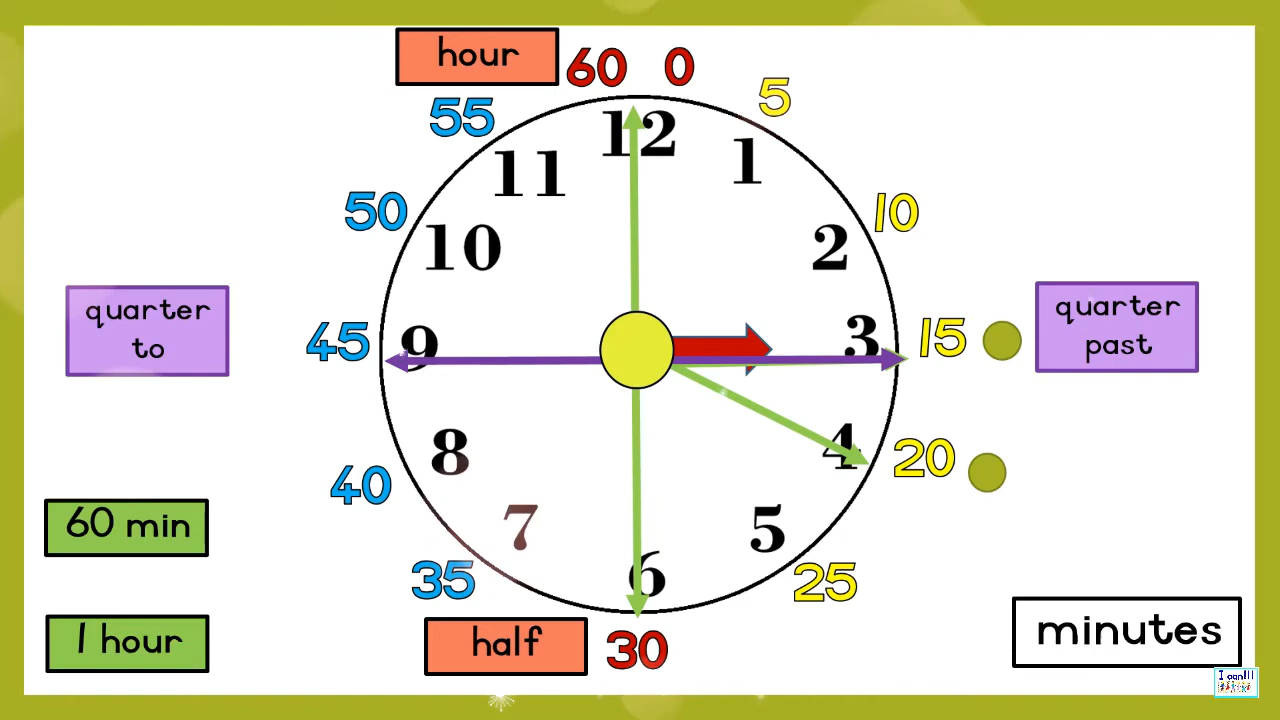 hour
60 0
55
5
12
11
1
50
10
10
2
quarter
to
45
9
3
15
quarter
past
8
4
20
40
60 min
7
5
35
6
25
1 hour
half
30
minutes
I can!!!